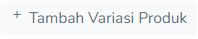 + Tambah Variasi Produk